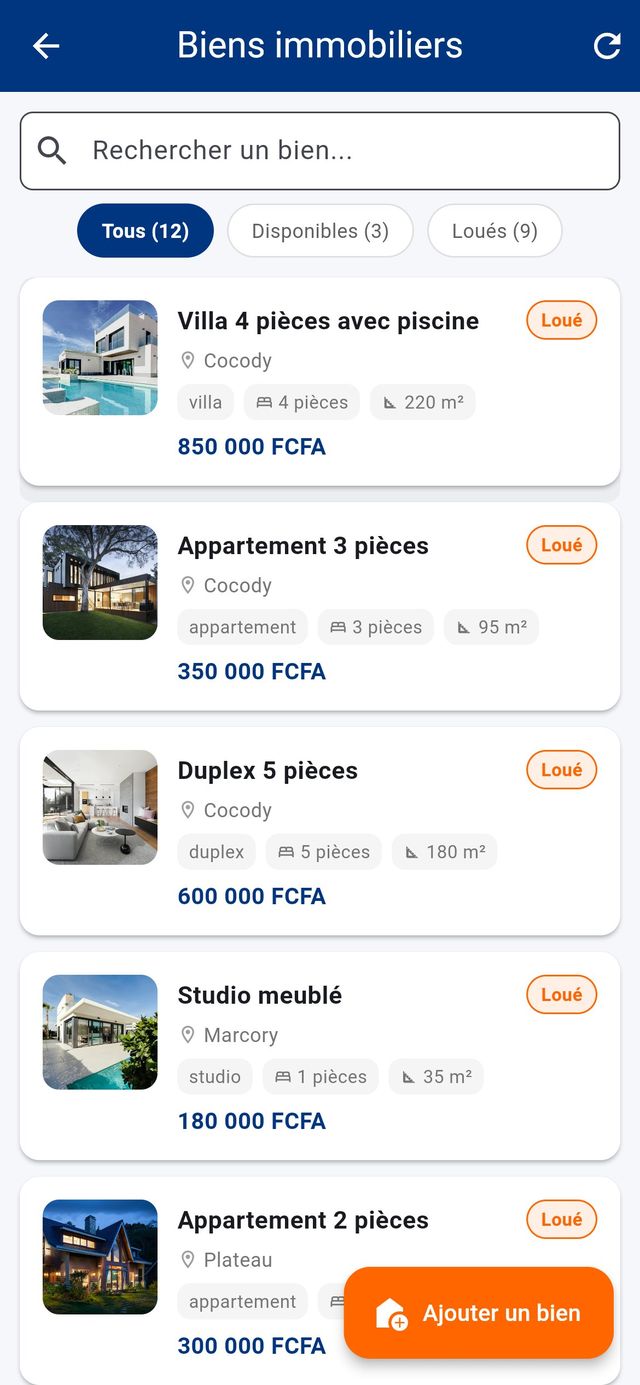 Biens immobiliers
Rechercher un bien...
Tous (12) Disponibles (3) Loués (9)
Villa 4 pièces avec piscine Loué
Cocody
villa 4 pièces 220 m²
850 000 FCFA
Appartement 3 pièces Loué
Cocody
appartement 3 pièces 95 m²
350 000 FCFA
Duplex 5 pièces Loué
Cocody
duplex 5 pièces 180 m²
600 000 FCFA
Studio meublé Loué
Marcory
studio 1 pièces 35 m²
180 000 FCFA
Appartement 2 pièces Loué
Plateau
appartement
Ajouter un bien
300 000 FCFA